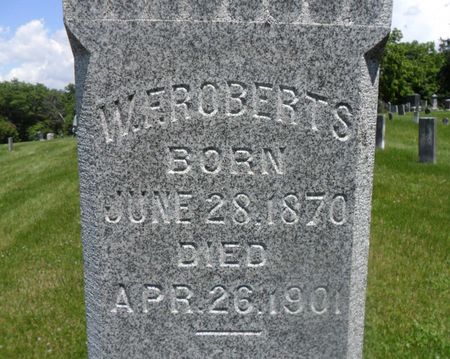 W.F. ROBERTS
BORN
JUNE 28, 1870
DIED
APR. 26, 1901